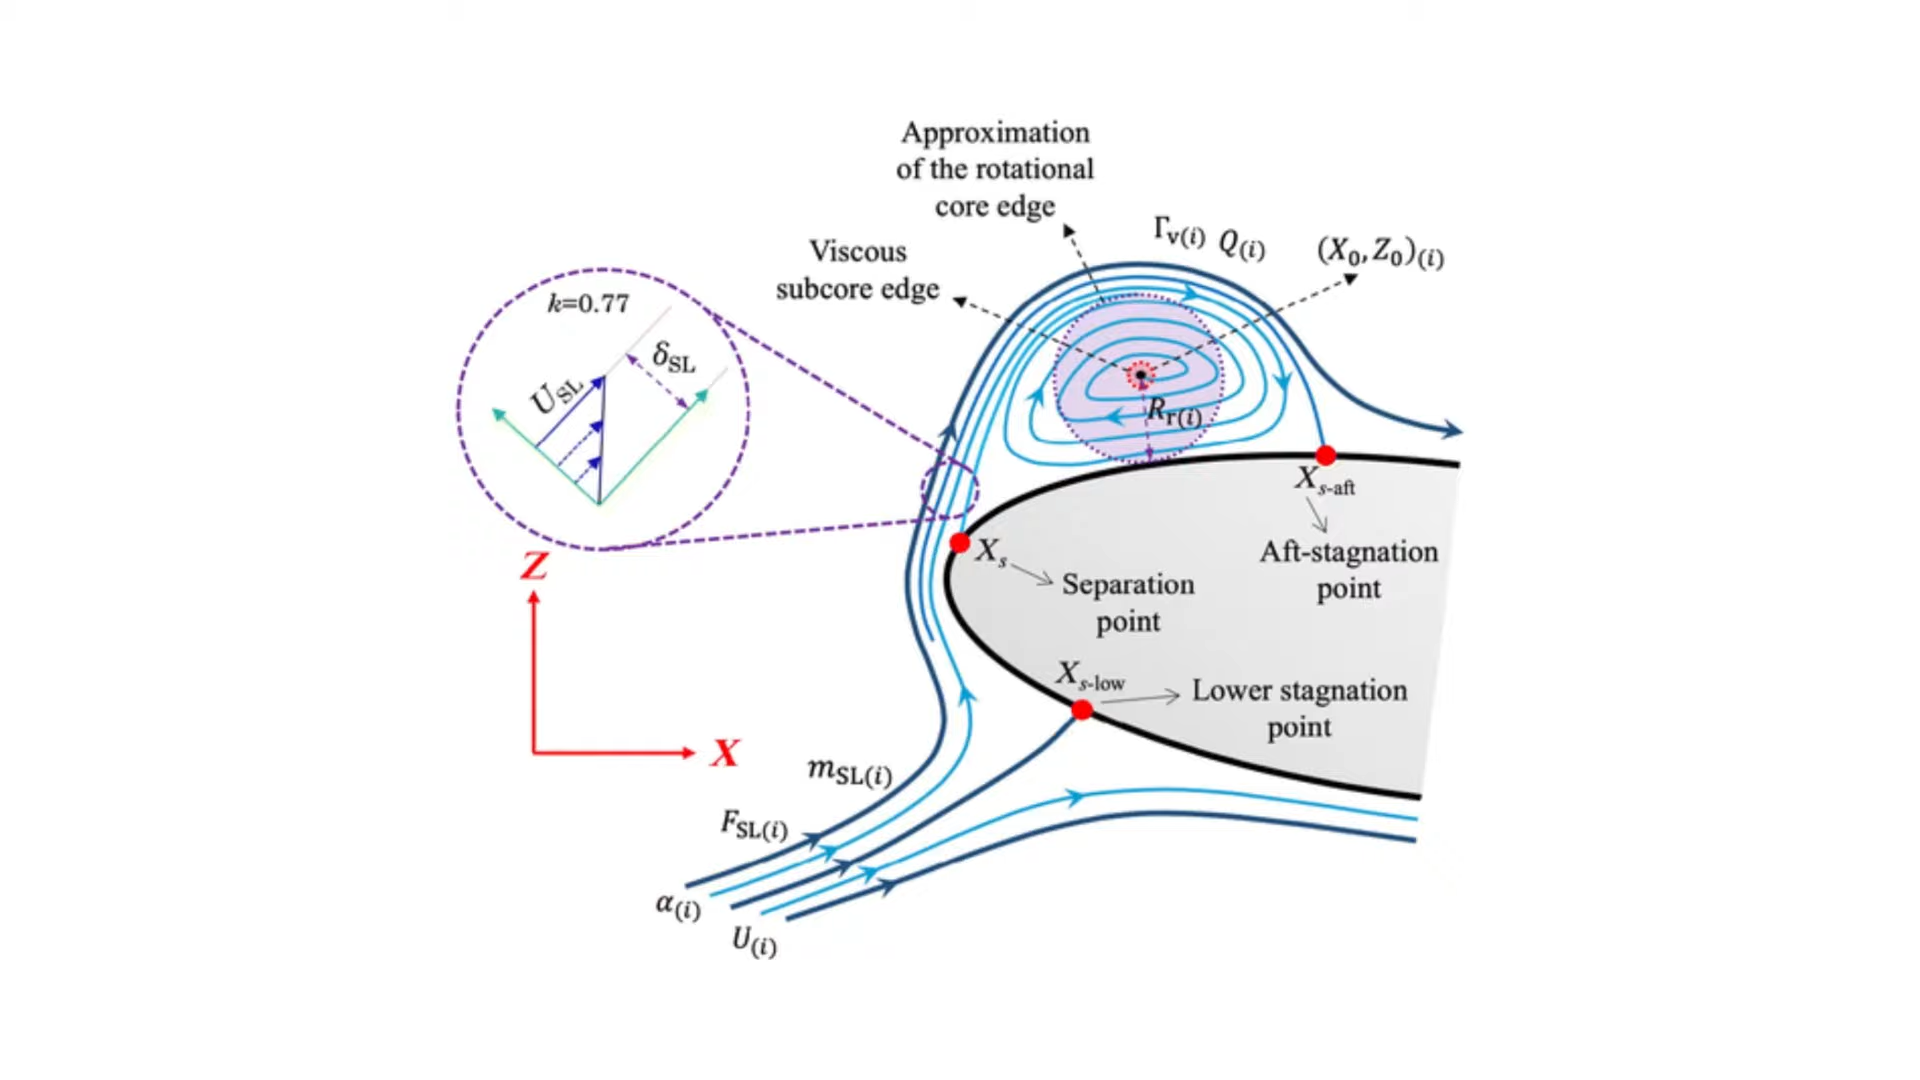 Approximation
of the rotational
core edge
Γv(i) Q(i)
(X0, Z0)(i)
Viscous
subcore edge
k=0.77
δSL
USL
Rr(i)
Xs-aft
Aft-stagnation
point
Xs
Separation
point
Z
X
Xs-low
Lower stagnation
point
mSL(i)
FSL(i)
α(i)
U(i)